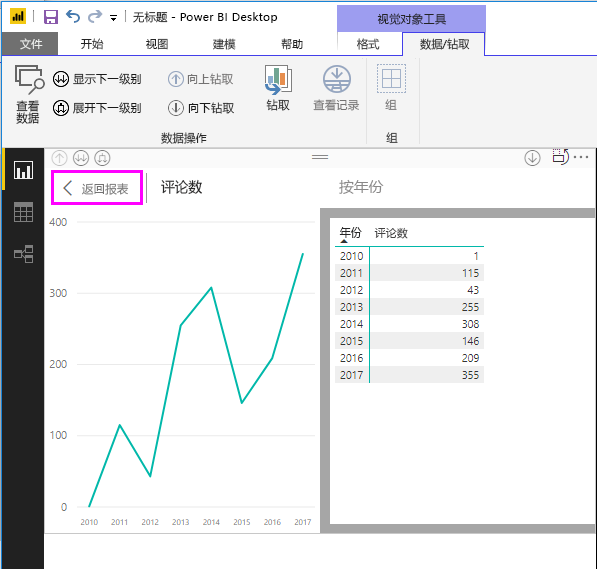 无标题 - Power BI Desktop
视觉对象工具
文件 开始 视图 建模 帮助 格式 数据/钻取
查看数据
显示下一级别
展开下一级别
向上钻取
向下钻取
钻取
查看记录
组
数据操作
组
返回报表 评论数 按年份
400
300
200
100
0
2010 2011 2012 2013 2014 2015 2016 2017
年份 评论数
2010 1
2011 115
2012 43
2013 255
2014 308
2015 146
2016 209
2017 355